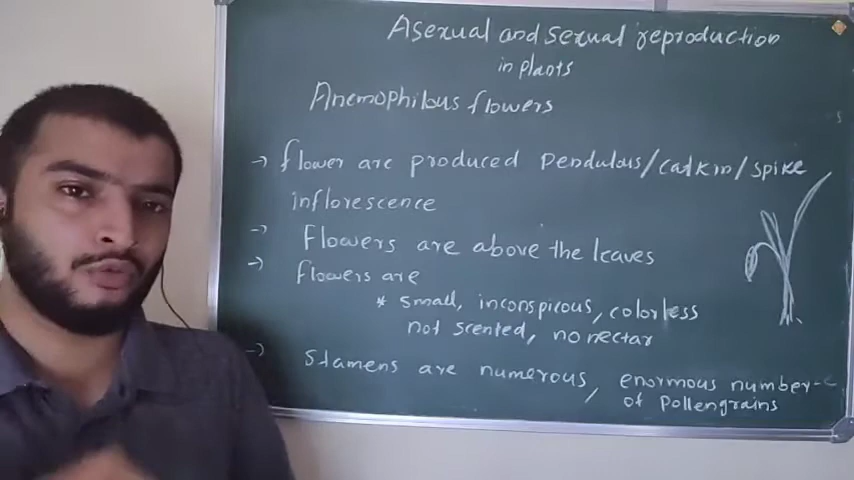 Asexual and sexual reproduction
in plants
Anemophilous flowers
→ flower are produced pendulous/catkin/spike
inflorescence
→ Flowers are above the leaves
→ flowers are
* small, inconspicuous, colorless
not scented, no nectar
→ stamens are numerous, enormous number
of pollengrains